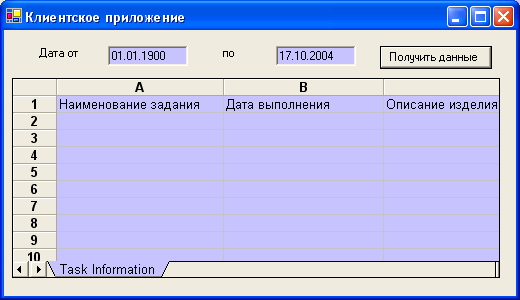 Клиентское приложение
Дата от 01.01.1900 по 17.10.2004 Получить данные
A B
1 Наименование задания Дата выполнения Описание изделия
2
3
4
5
6
7
8
9
10
Task Information